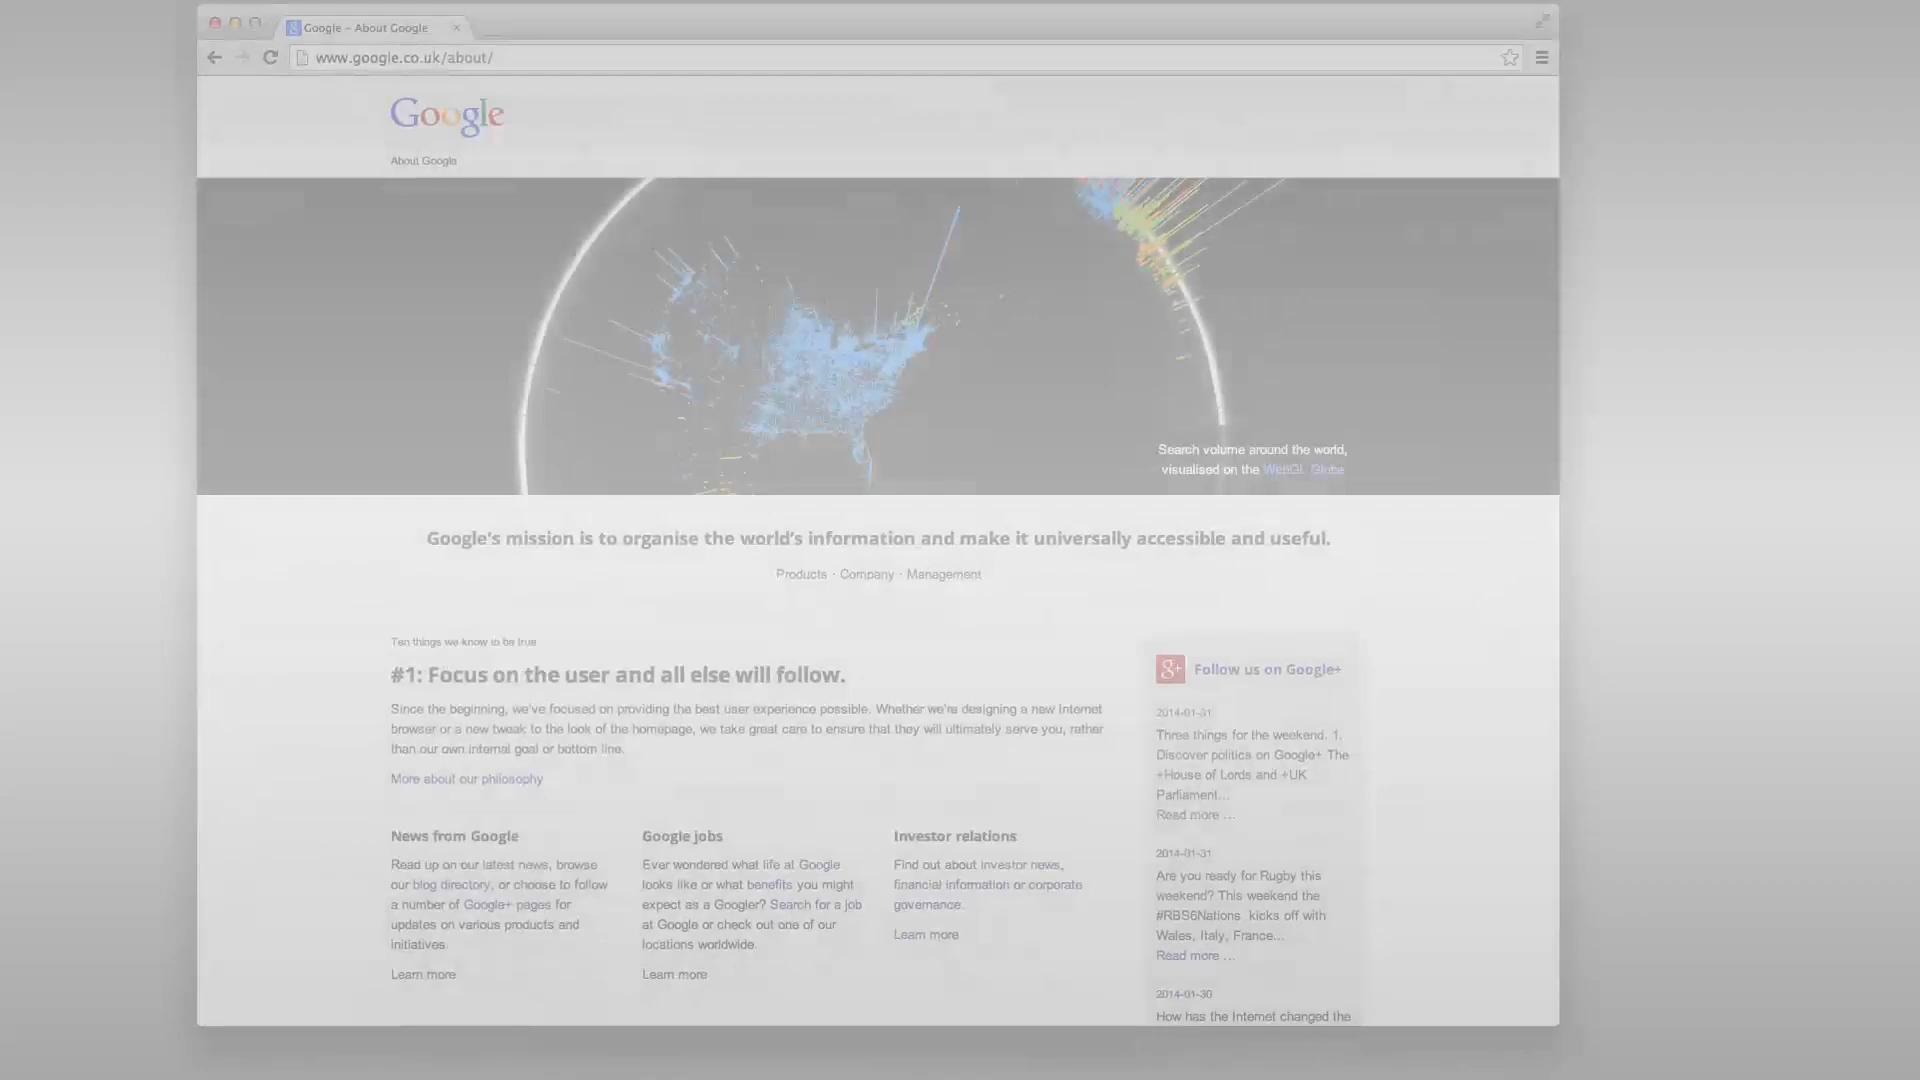 Google – About Google
www.google.co.uk/about/
Google
About Google
Search volume around the world,
visualised on the WebGL Globe
Google's mission is to organise the world's information and make it universally accessible and useful.
Products · Company · Management
Ten things we know to be true
#1: Focus on the user and all else will follow.
Since the beginning, we've focused on providing the best user experience possible. Whether we're designing a new Internet
browser or a new tweak to the look of the homepage, we take great care to ensure that they will ultimately serve you, rather
than our own internal goal or bottom line.
More about our philosophy
News from Google
Read up on our latest news, browse
our blog directory, or choose to follow
a number of Google+ pages for
updates on various products and
initiatives.
Learn more
Google jobs
Ever wondered what life at Google
looks like or what benefits you might
expect as a Googler? Search for a job
at Google or check out one of our
locations worldwide.
Learn more
Investor relations
Find out about investor news,
financial information or corporate
governance.
Learn more
g+ Follow us on Google+
2014-01-31
Three things for the weekend. 1.
Discover politics on Google+ The
+House of Lords and +UK
Parliament...
Read more ...
2014-01-31
Are you ready for Rugby this
weekend? This weekend the
#RBS6Nations kicks off with
Wales, Italy, France...
Read more ...
2014-01-30
How has the Internet changed the